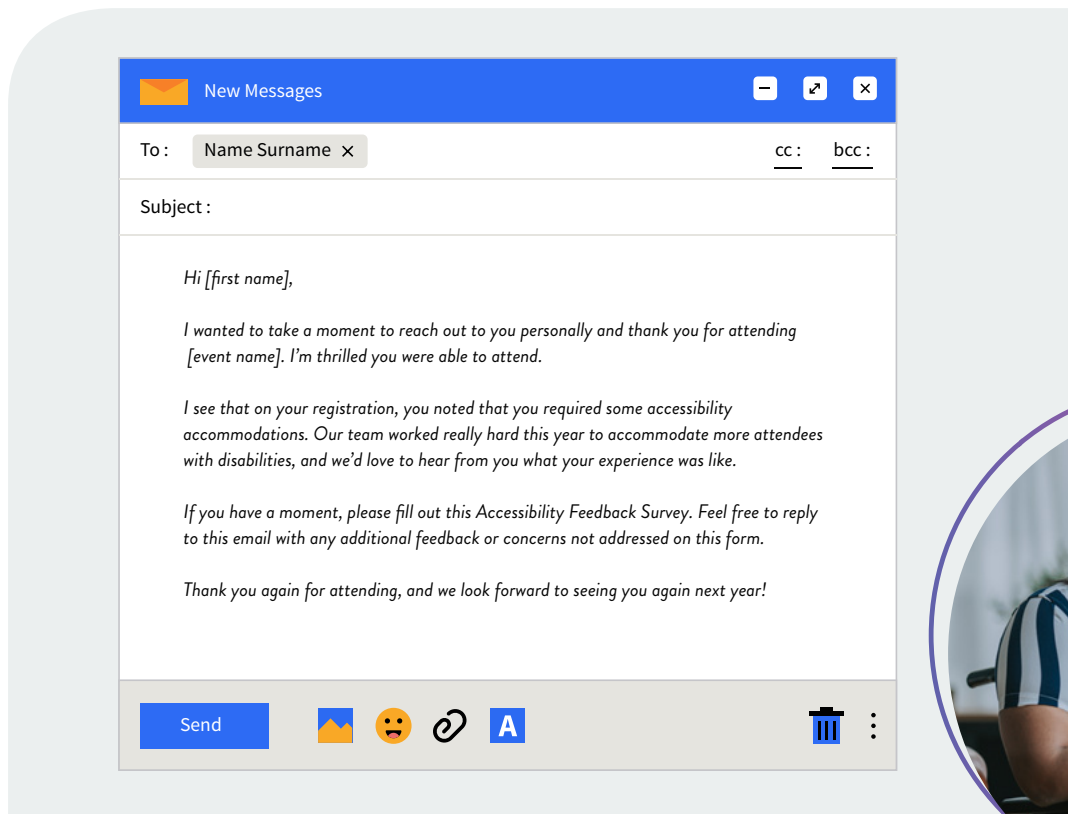 New Messages
To : Name Surname × cc : bcc :
Subject :
Hi [first name],
I wanted to take a moment to reach out to you personally and thank you for attending
[event name]. I’m thrilled you were able to attend.
I see that on your registration, you noted that you required some accessibility
accommodations. Our team worked really hard this year to accommodate more attendees
with disabilities, and we’d love to hear from you what your experience was like.
If you have a moment, please fill out this Accessibility Feedback Survey. Feel free to reply
to this email with any additional feedback or concerns not addressed on this form.
Thank you again for attending, and we look forward to seeing you again next year!
Send
A